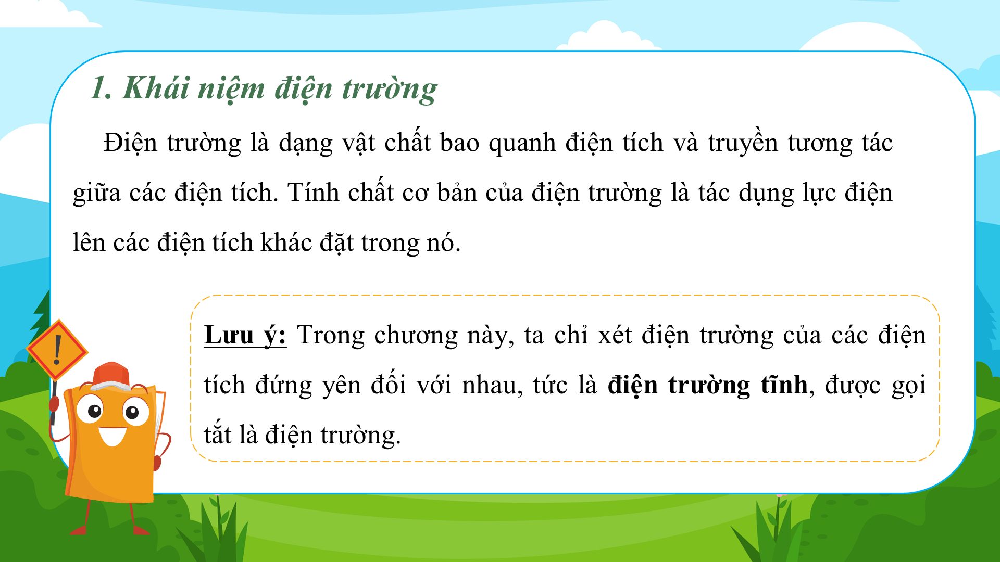 1. Khái niệm điện trường
Điện trường là dạng vật chất bao quanh điện tích và truyền tương tác
giữa các điện tích. Tính chất cơ bản của điện trường là tác dụng lực điện
lên các điện tích khác đặt trong nó.
!
Lưu ý: Trong chương này, ta chỉ xét điện trường của các điện
tích đứng yên đối với nhau, tức là điện trường tĩnh, được gọi
tắt là điện trường.